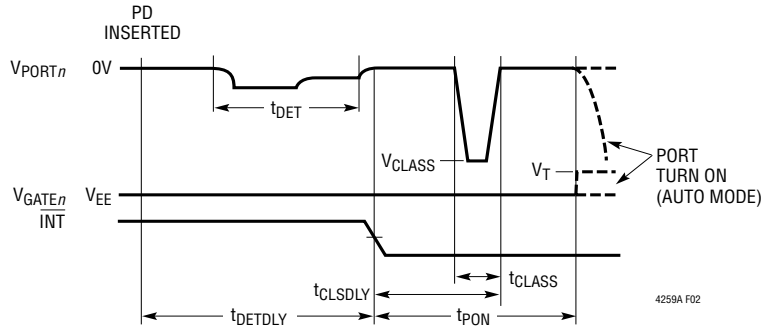 PD
INSERTED
VPORTn 0V
tDET
VCLASS
VT
PORT
TURN ON
(AUTO MODE)
VGATEn VEE
INT
tCLSDLY
tCLASS
tDETDLY
tPON
4259A F02